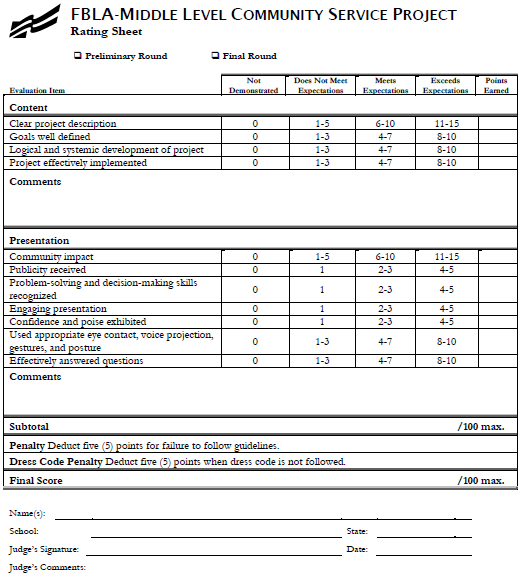 FBLA-MIDDLE LEVEL COMMUNITY SERVICE PROJECT
Rating Sheet
❑ Preliminary Round ❑ Final Round
Evaluation Item Not Demonstrated Does Not Meet Expectations Meets Expectations Exceeds Expectations Points Earned
Content
Clear project description 0 1-5 6-10 11-15
Goals well defined 0 1-3 4-7 8-10
Logical and systemic development of project 0 1-3 4-7 8-10
Project effectively implemented 0 1-3 4-7 8-10
Comments
Presentation
Community impact 0 1-5 6-10 11-15
Publicity received 0 1 2-3 4-5
Problem-solving and decision-making skills recognized 0 1 2-3 4-5
Engaging presentation 0 1 2-3 4-5
Confidence and poise exhibited 0 1 2-3 4-5
Used appropriate eye contact, voice projection, gestures, and posture 0 1-3 4-7 8-10
Effectively answered questions 0 1-3 4-7 8-10
Comments
Subtotal /100 max.
Penalty Deduct five (5) points for failure to follow guidelines.
Dress Code Penalty Deduct five (5) points when dress code is not followed.
Final Score /100 max.
Name(s):
School: State:
Judge's Signature: Date:
Judge's Comments: